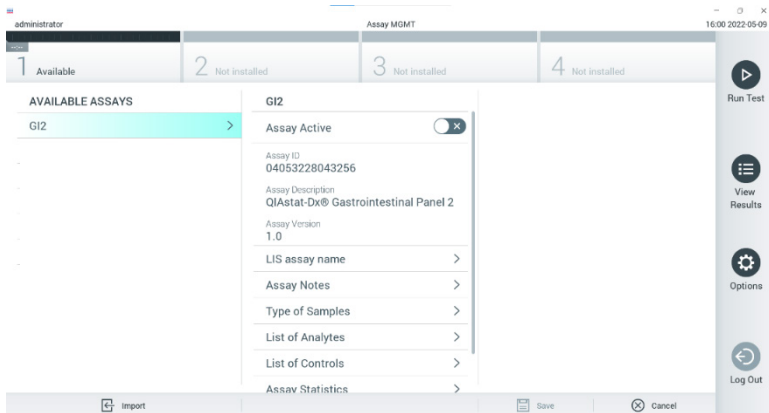 administrator
Assay MGMT
16:00 2022-05-09
1 Available
2 Not installed
3 Not installed
4 Not installed
Run Test
View
Results
Options
Log Out
AVAILABLE ASSAYS
GI2
GI2
Assay Active
Assay ID
04053228043256
Assay Description
QIAstat-Dx® Gastrointestinal Panel 2
Assay Version
1.0
LIS assay name
Assay Notes
Type of Samples
List of Analytes
List of Controls
Assay Statistics
Import
Save
Cancel